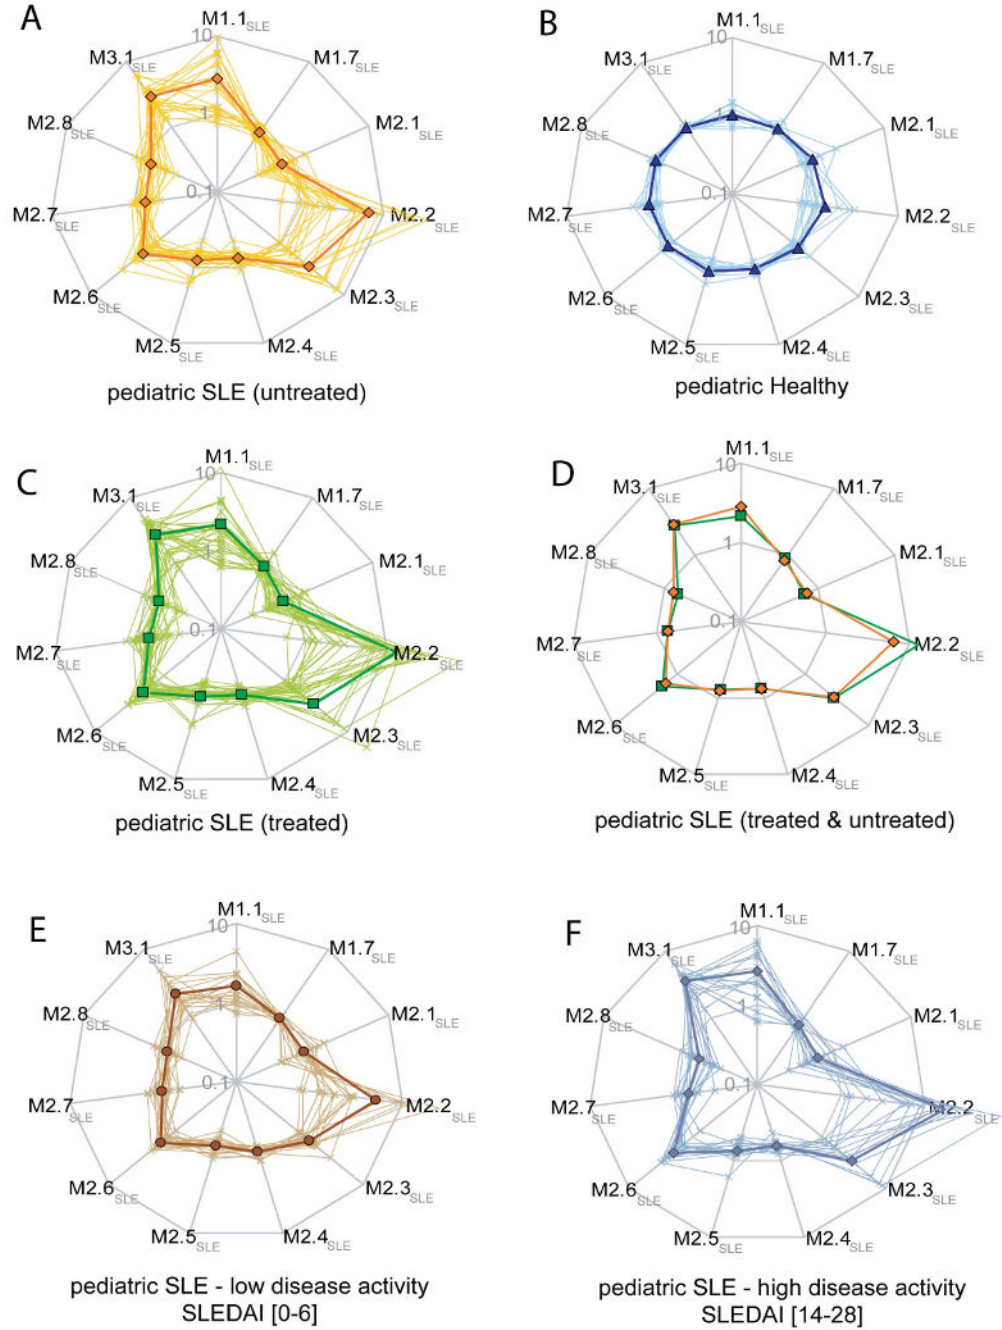 A
M1.1SLE
10
M1.7SLE
M3.1SLE
M2.8SLE
M2.1SLE
1
0.1
M2.7SLE
M2.2SLE
M2.6SLE
M2.3SLE
M2.5SLE
M2.4SLE
pediatric SLE (untreated)
B
M1.1SLE
10
M1.7SLE
M3.1SLE
M2.8SLE
M2.1SLE
1
0.1
M2.7SLE
M2.2SLE
M2.6SLE
M2.3SLE
M2.5SLE
M2.4SLE
pediatric Healthy
C
M1.1SLE
10
M1.7SLE
M3.1SLE
M2.8SLE
M2.1SLE
1
0.1
M2.7SLE
M2.2SLE
M2.6SLE
M2.3SLE
M2.5SLE
M2.4SLE
pediatric SLE (treated)
D
M1.1SLE
10
M1.7SLE
M3.1SLE
M2.8SLE
M2.1SLE
1
0.1
M2.7SLE
M2.2SLE
M2.6SLE
M2.3SLE
M2.5SLE
M2.4SLE
pediatric SLE (treated & untreated)
E
M1.1SLE
10
M1.7SLE
M3.1SLE
M2.8SLE
M2.1SLE
1
0.1
M2.7SLE
M2.2SLE
M2.6SLE
M2.3SLE
M2.5SLE
M2.4SLE
pediatric SLE - low disease activity
SLEDAI [0-6]
F
M1.1SLE
10
M1.7SLE
M3.1SLE
M2.8SLE
M2.1SLE
1
0.1
M2.7SLE
M2.2SLE
M2.6SLE
M2.3SLE
M2.5SLE
M2.4SLE
pediatric SLE - high disease activity
SLEDAI [14-28]